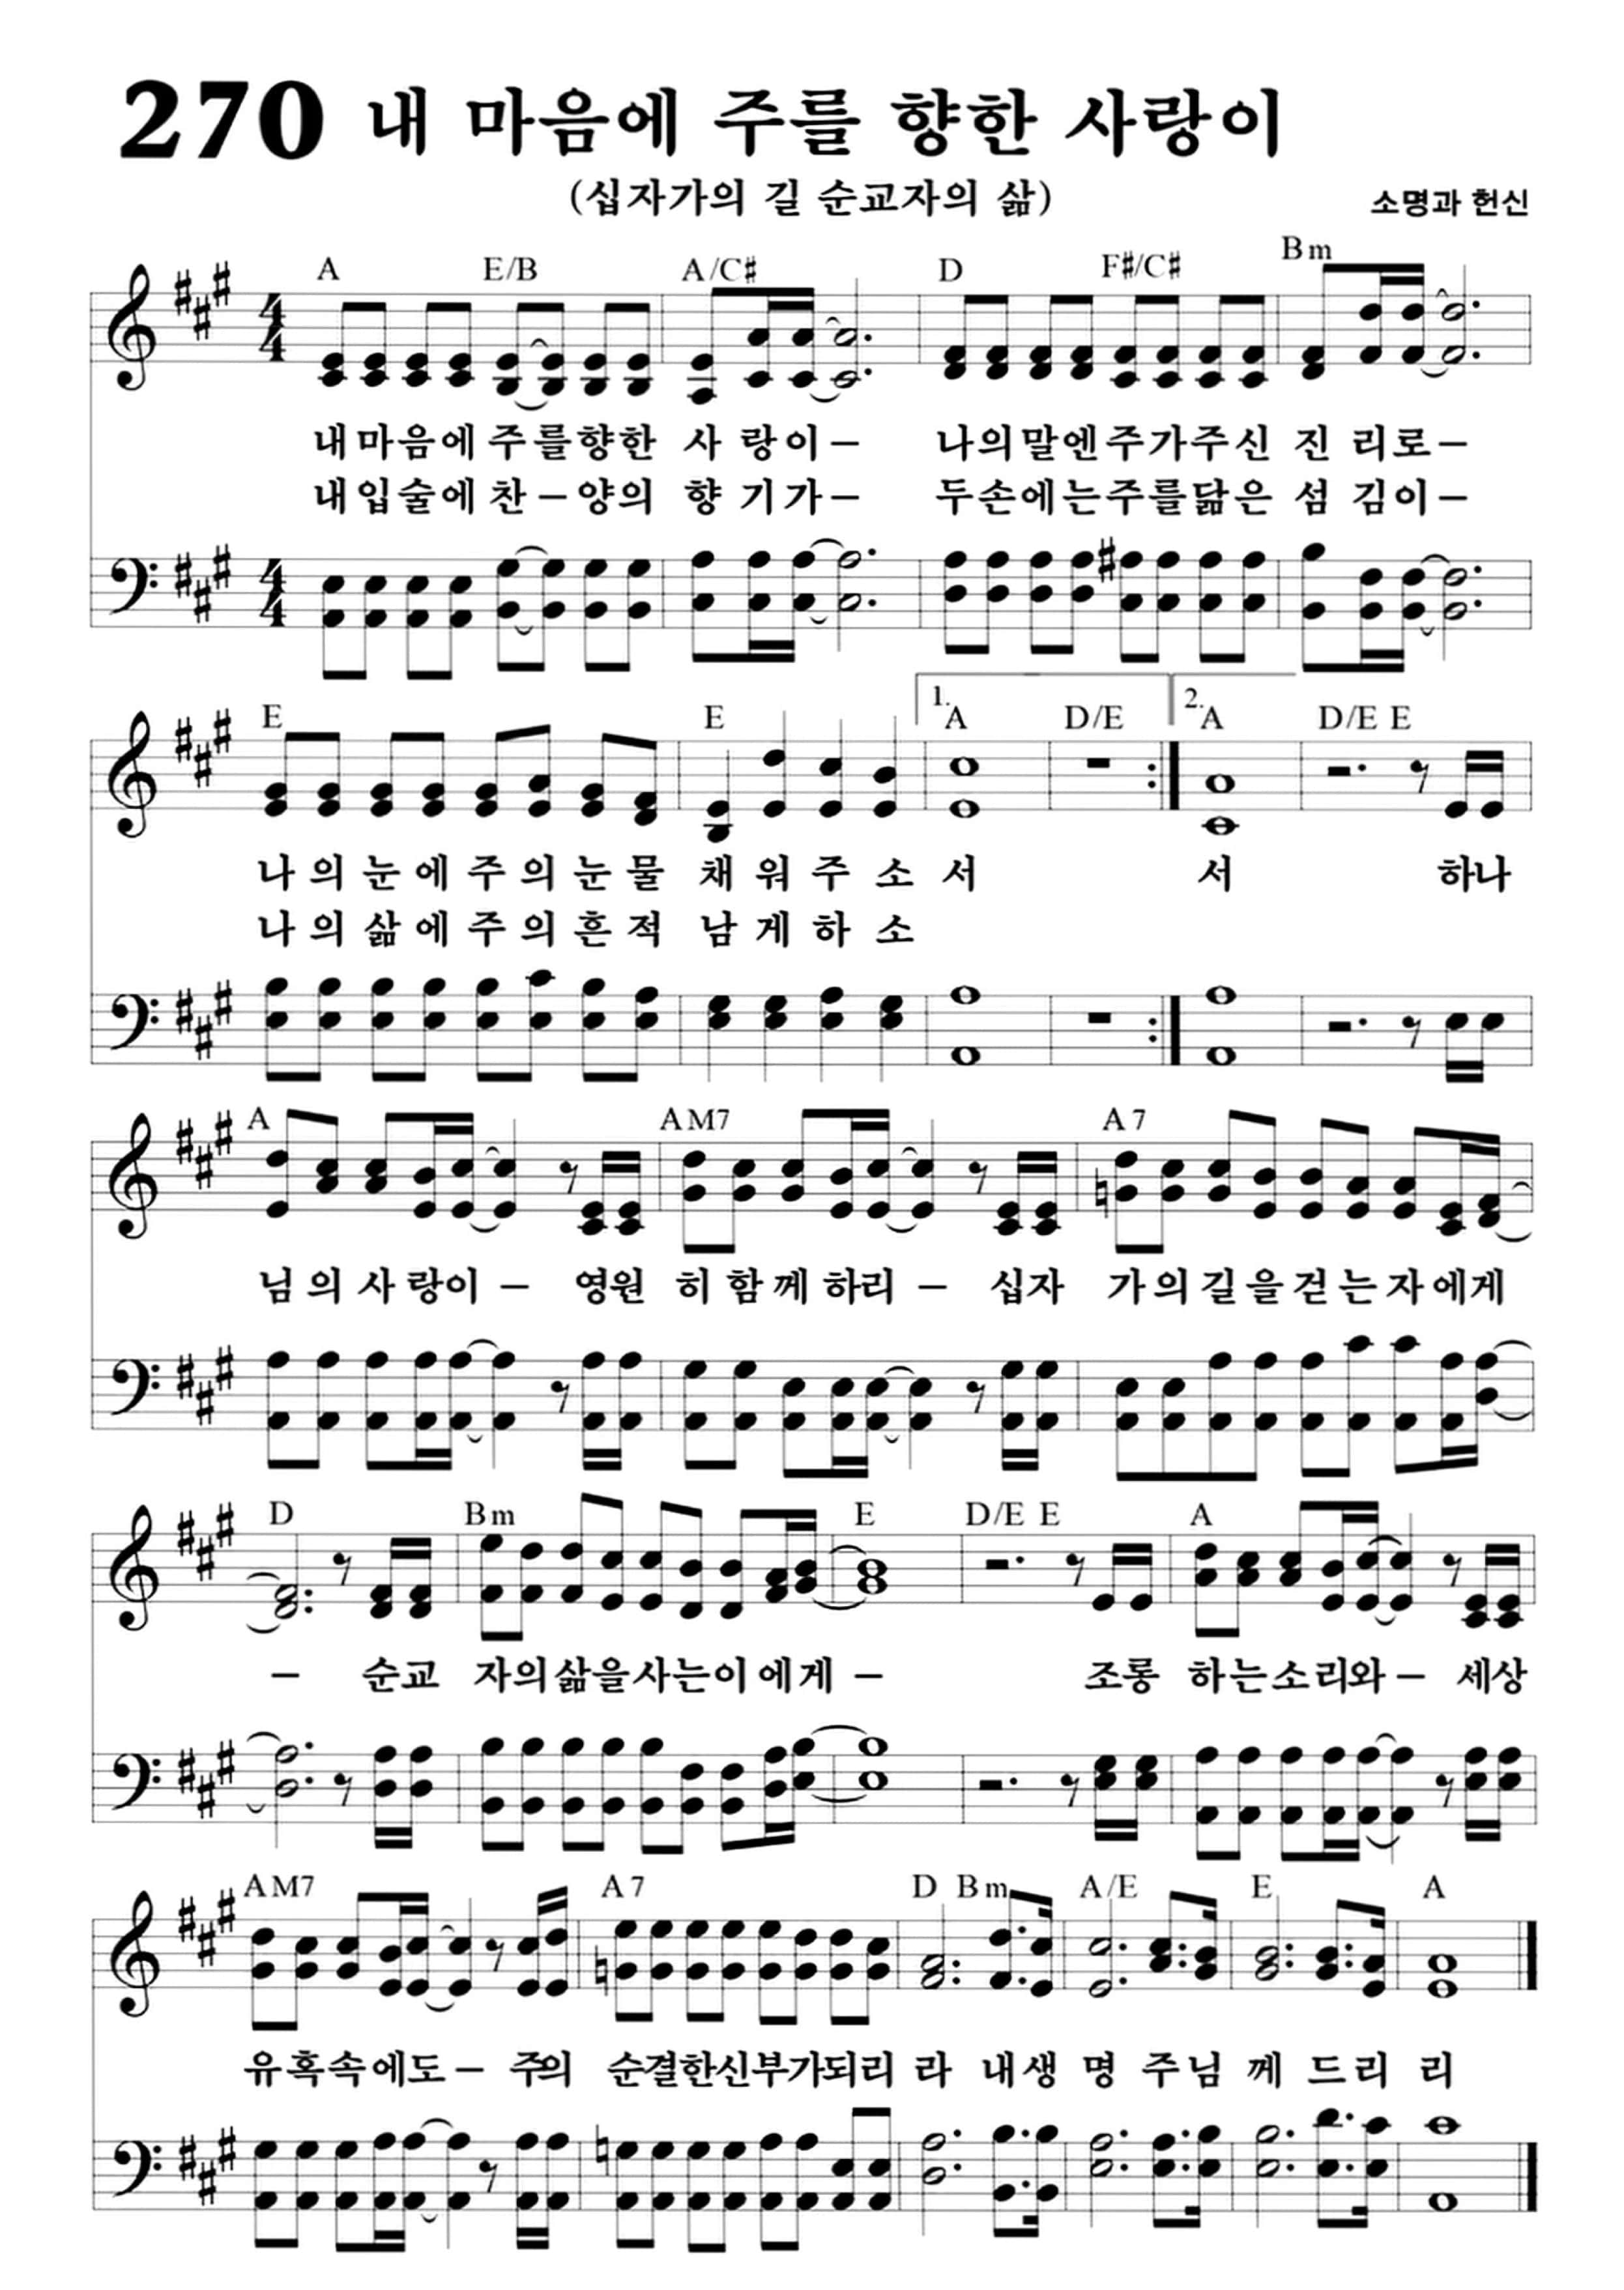 270 내 마음에 주를 향한 사랑이
(십자가의 길 순교자의 삶)
소명과 헌신
A E/B A/C# D F#/C# Bm
내마음에 주를향한 사 랑이– 나의말엔주가주신 진 리로–
내입술에 찬–양의 향 기가– 두손에는주를닮은 섬 김이–
E E 1. A D/E 2. A D/E E
나 의 눈 에 주 의 눈 물 채 워 주 소 서 서 하나
나 의 삶 에 주 의 흔 적 남 게 하 소
A AM7 A7
님 의 사 랑이 – 영원 히 함 께 하리 – 십자 가 의 길 을 걷 는 자 에게
D Bm E D/E E A
– 순교 자의삶을사는이에게 – 조롱 하는소리와– 세상
AM7 A7 D Bm A/E E A
유혹속에도– 주의 순결한신부가되리 라 내생 명 주님 께 드리 리